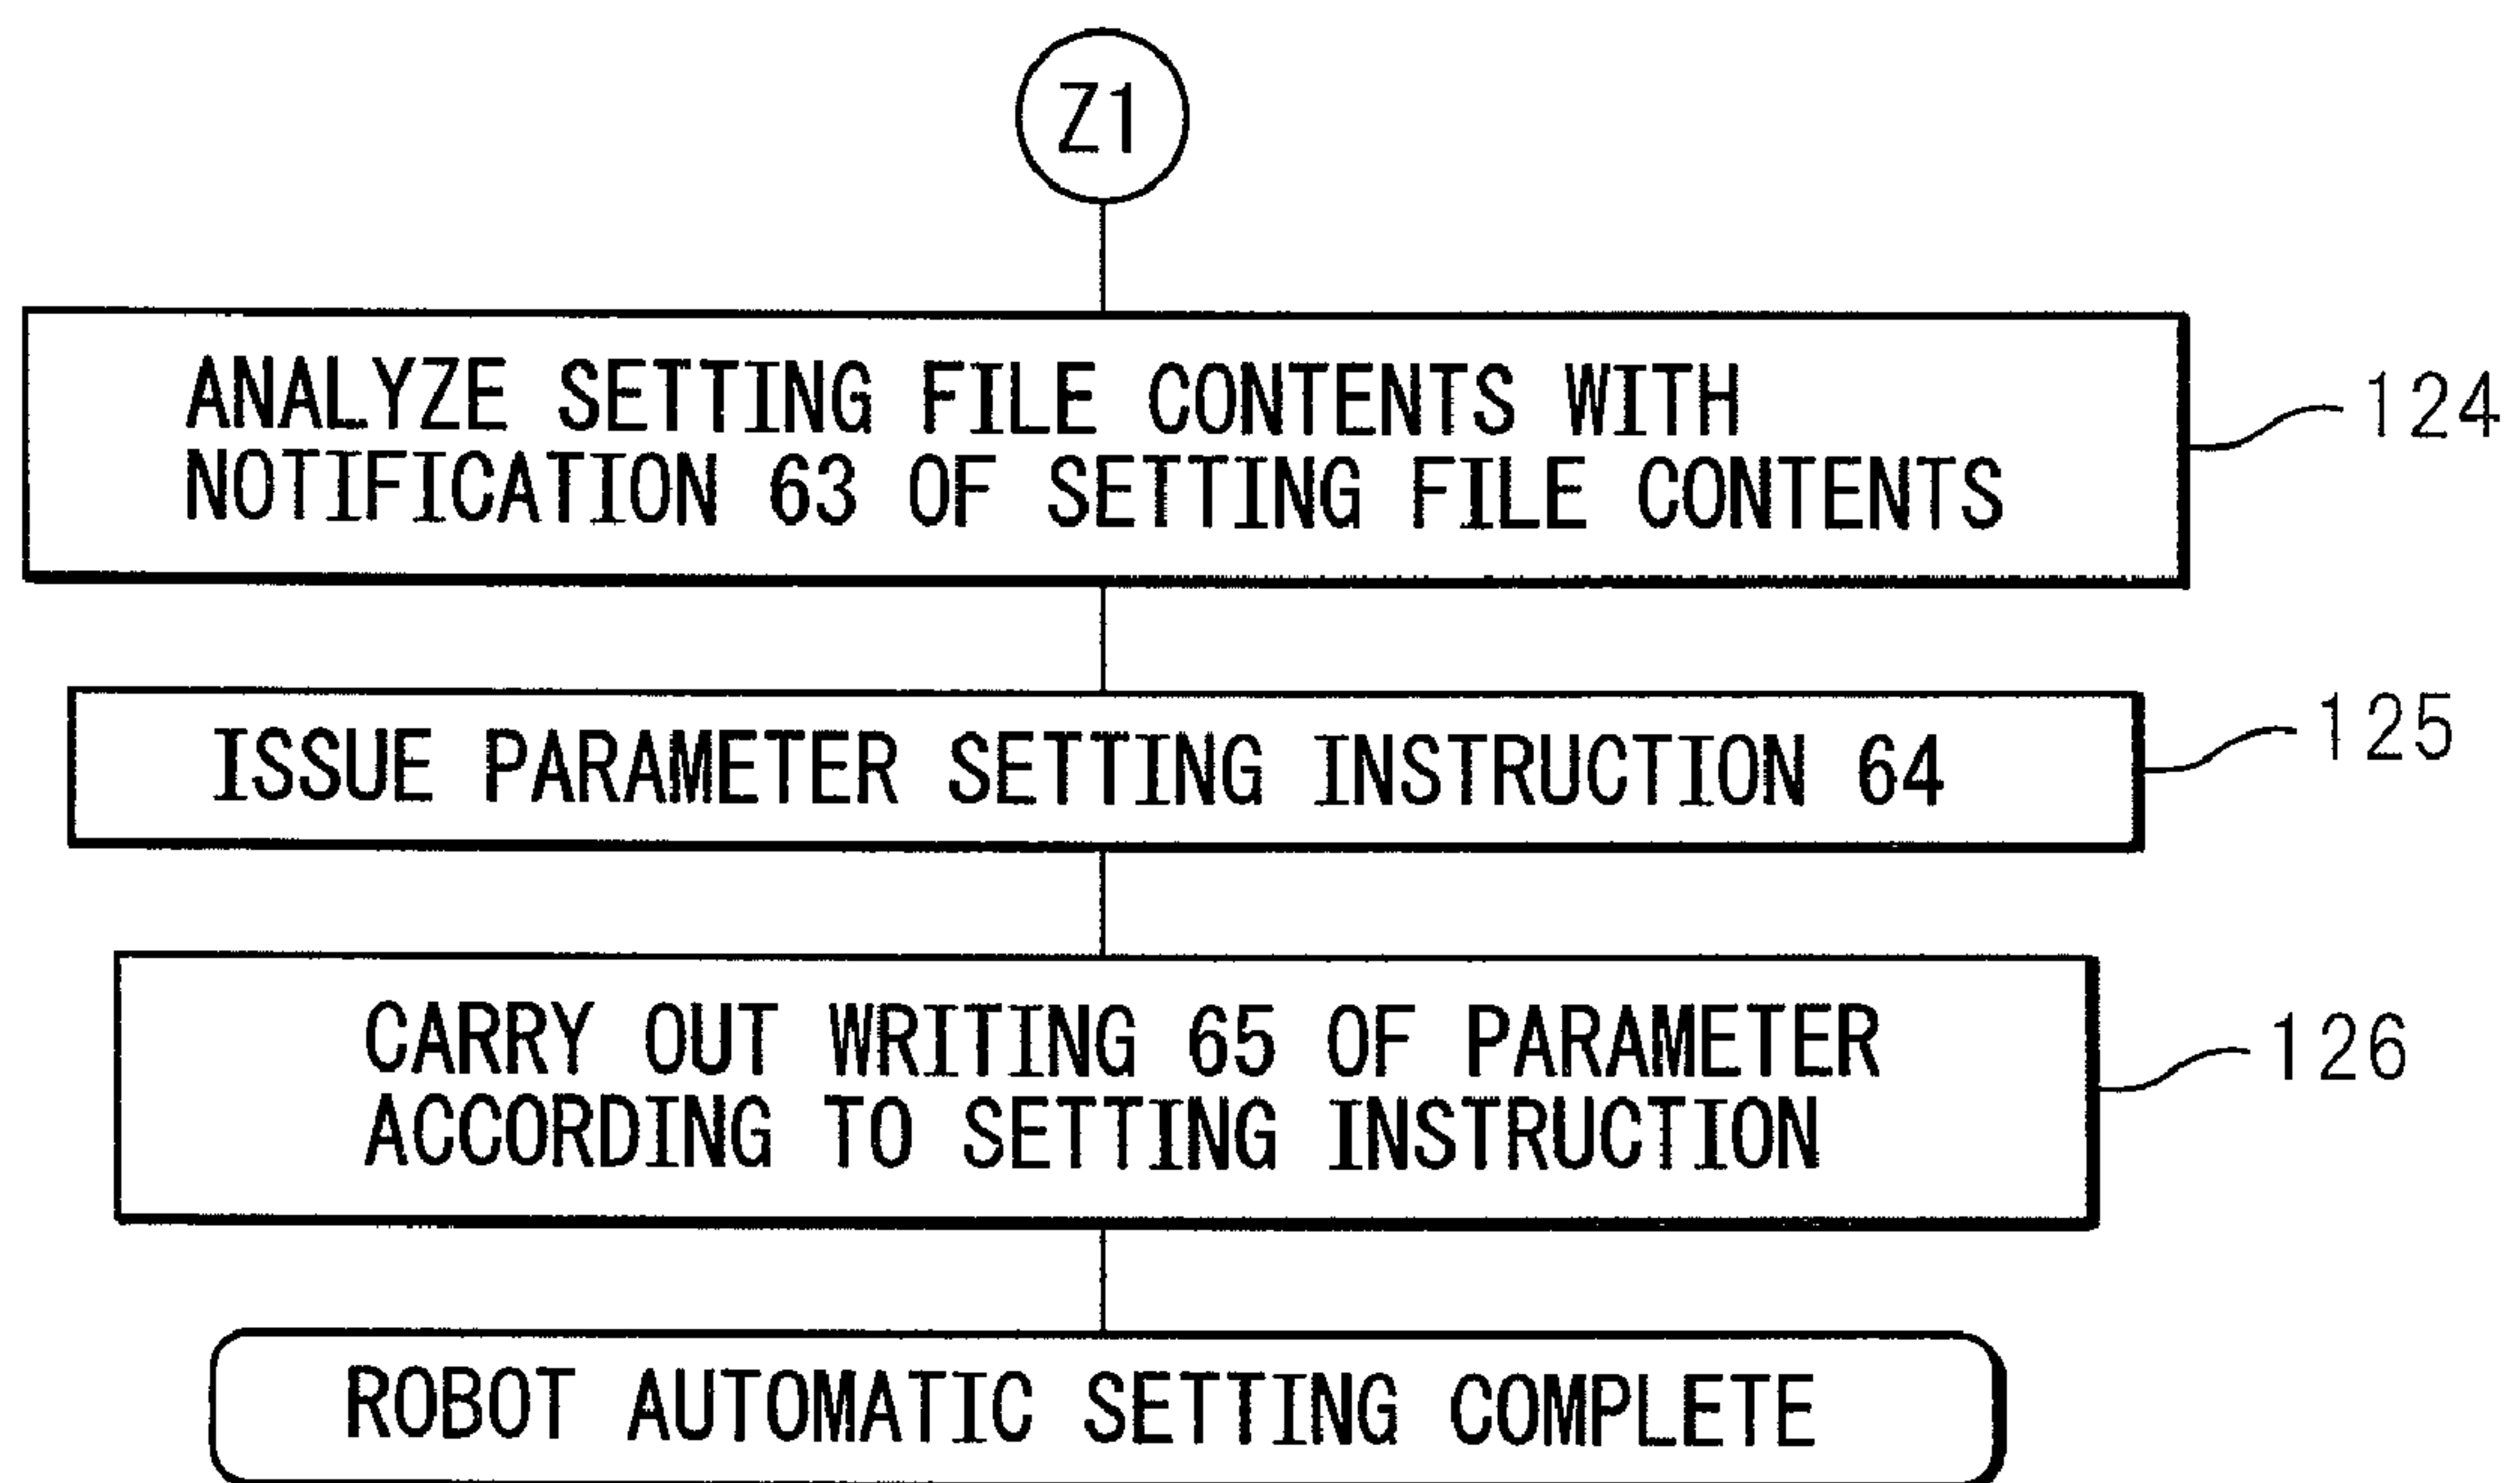 Z1
ANALYZE SETTING FILE CONTENTS WITH
NOTIFICATION 63 OF SETTING FILE CONTENTS
124
ISSUE PARAMETER SETTING INSTRUCTION 64
125
CARRY OUT WRITING 65 OF PARAMETER
ACCORDING TO SETTING INSTRUCTION
126
ROBOT AUTOMATIC SETTING COMPLETE